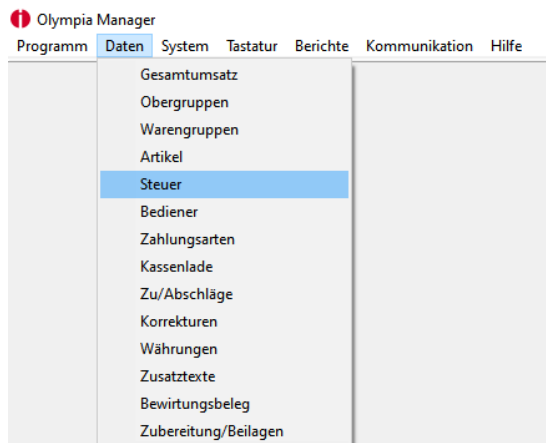 Olympia Manager
Programm Daten System Tastatur Berichte Kommunikation Hilfe
Gesamtumsatz
Obergruppen
Warengruppen
Artikel
Steuer
Bediener
Zahlungsarten
Kassenlade
Zu/Abschläge
Korrekturen
Währungen
Zusatztexte
Bewirtungsbeleg
Zubereitung/Beilagen